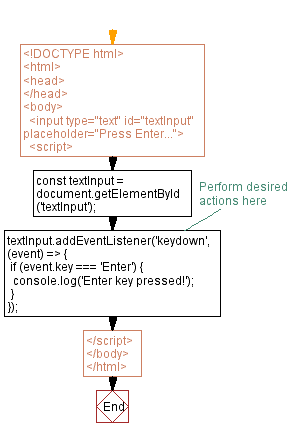 <!DOCTYPE html>
<html>
<head>
</head>
<body>
<input type="text" id="textInput"
placeholder="Press Enter...">
<script>
const textInput =
document.getElementById
('textInput');
Perform desired
actions here
textInput.addEventListener('keydown',
(event) => {
if (event.key === 'Enter') {
console.log('Enter key pressed!');
}
});
</script>
</body>
</html>
End